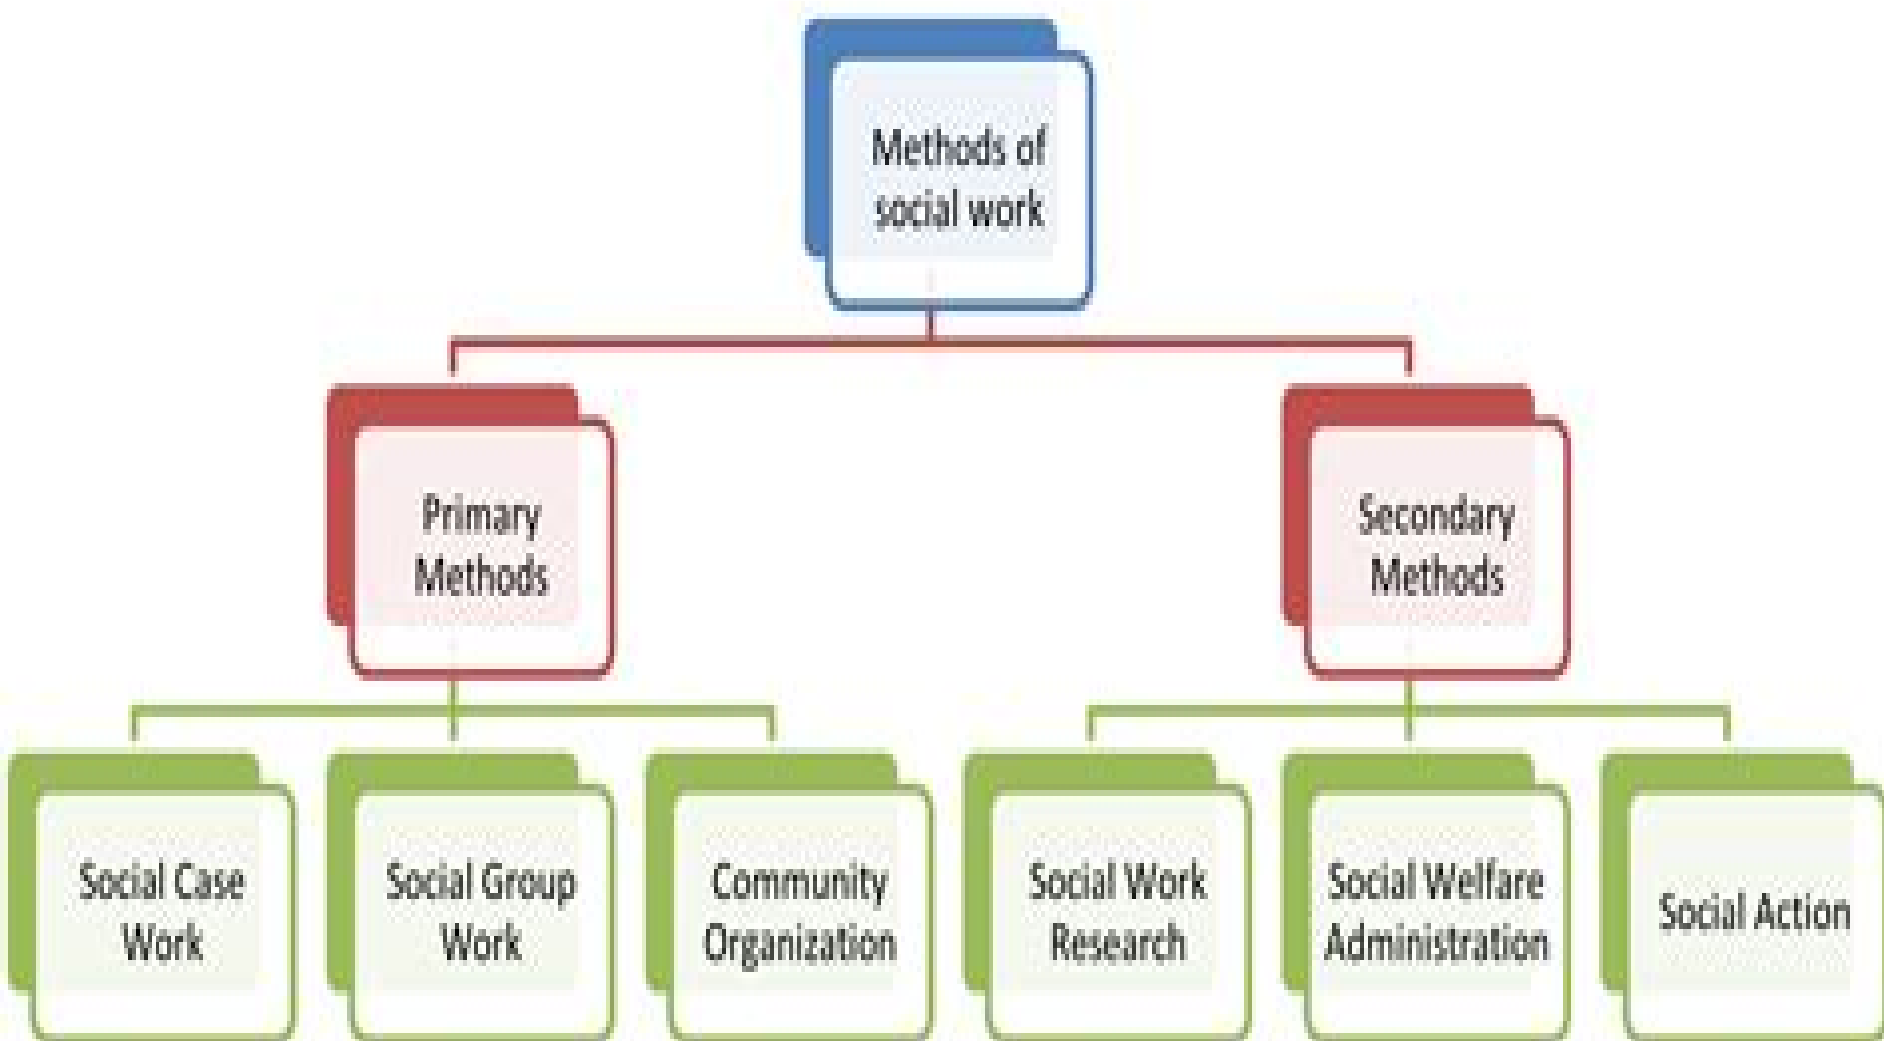 Methods of
social work
Primary
Methods
Secondary
Methods
Social Case
Work
Social Group
Work
Community
Organization
Social Work
Research
Social Welfare
Administration
Social Action